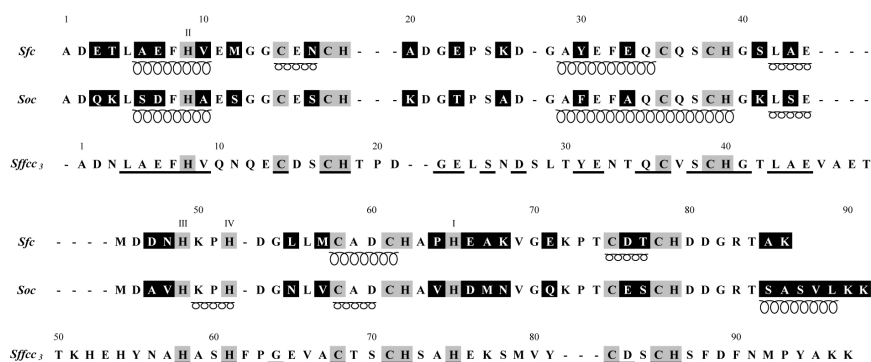 II
1 10 20 30 40
Sfc A D E T L A E F H V E M G G C E N C H - - - A D G E P S K D - G A Y E F E Q C Q S C H G S L A E - - - -
Soc A D Q K L S D F H A E S G G C E S C H - - - K D G T P S A D - G A F E F A Q C Q S C H G K L S E - - - -
1 10 20 30 40
Sffcc3 - A D N L A E F H V Q N Q E C D S C H T P D - - G E L S N D S L T Y E N T Q C V S C H G T L A E V A E T
III IV I
50 60 70 80 90
Sfc - - - - M D D N H K P H - D G L L M C A D C H A P H E A K V G E K P T C D T C H D D G R T A K
Soc - - - - M D A V H K P H - D G N L V C A D C H A V H D M N V G Q K P T C E S C H D D G R T S A S V L K K
50 60 70 80 90
Sffcc3 T K H E H Y N A H A S H F P G E V A C T S C H S A H E K S M V Y - - - C D S C H S F D F N M P Y A K K